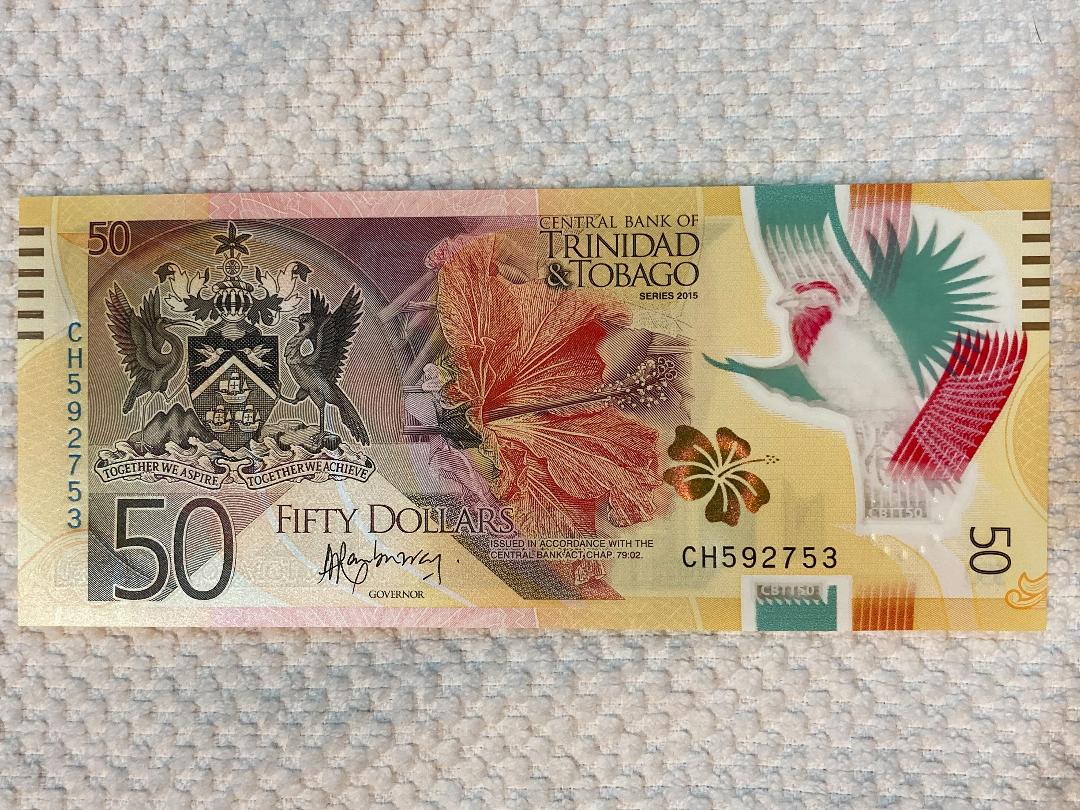 50
CENTRAL BANK OF
TRINIDAD
&TOBAGO
SERIES 2015
CH592753
TOGETHER WE ASPIRE TOGETHER WE ACHIEVE
50
FIFTY DOLLARS
ISSUED IN ACCORDANCE WITH THE
CENTRAL BANK ACT CHAP. 79:02.
GOVERNOR
CH592753
CBTT50
50
CBTT50